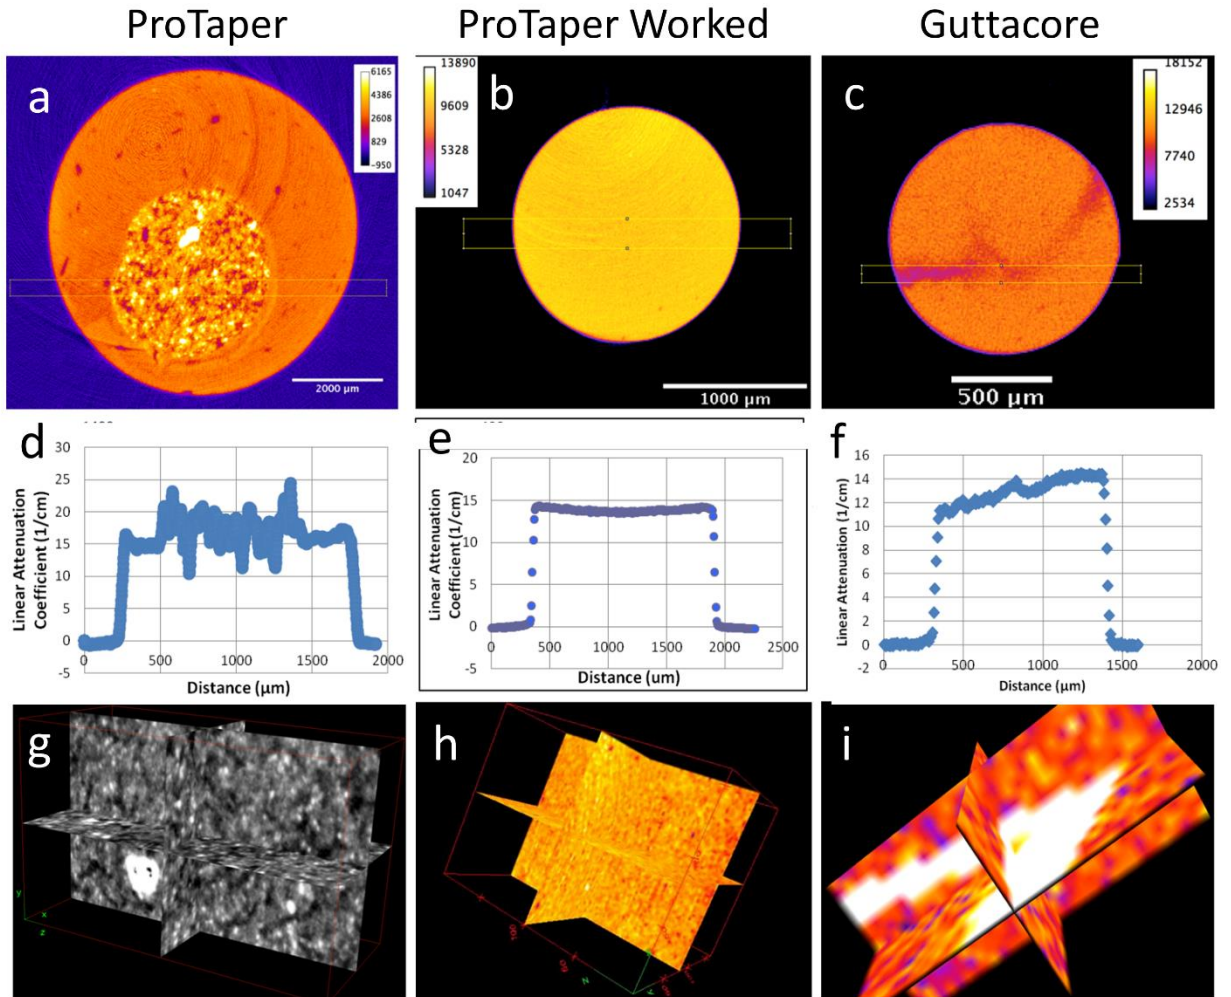 ProTaper ProTaper Worked Guttacore
a
6165
4386
2608
829
−950
2000 µm
b
13890
9609
5328
1047
1000 µm
c
18152
12946
7740
2534
500 µm
d
30
25
20
15
10
5
0
-5
0 500 1000 1500 2000
Linear Attenuation
Coefficient (1/cm)
Distance (µm)
e
20
15
10
5
0
-5
0 500 1000 1500 2000 2500
Linear Attenuation
Coefficient (1/cm)
Distance (um)
f
16
14
12
10
8
6
4
2
0
-2
0 500 1000 1500 2000
Linear Attenuation (1/cm)
Distance (µm)
g
y
x
z
h
100
i